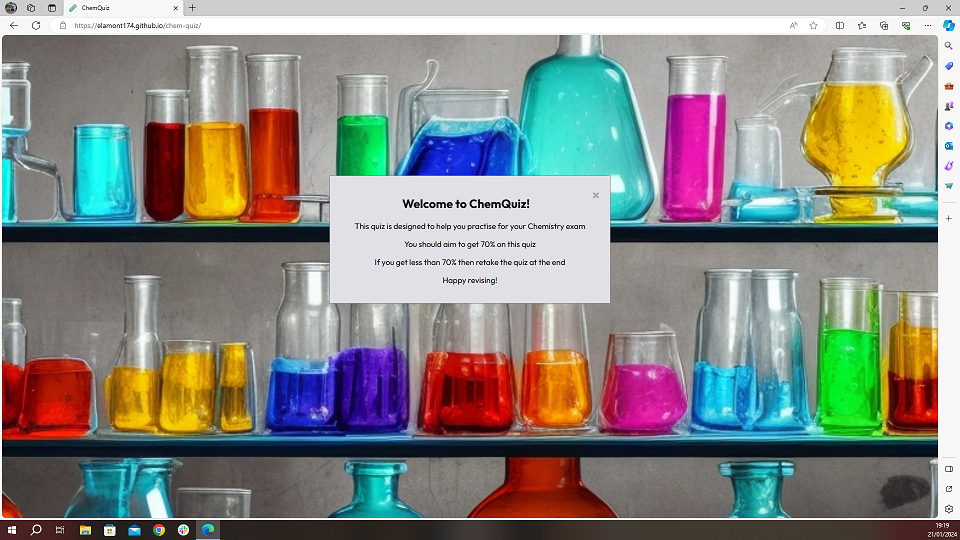 ChemQuiz
https://elamont174.github.io/chem-quiz/
Welcome to ChemQuiz!
This quiz is designed to help you practise for your Chemistry exam
You should aim to get 70% on this quiz
If you get less than 70% then retake the quiz at the end
Happy revising!
19:19
21/01/2024